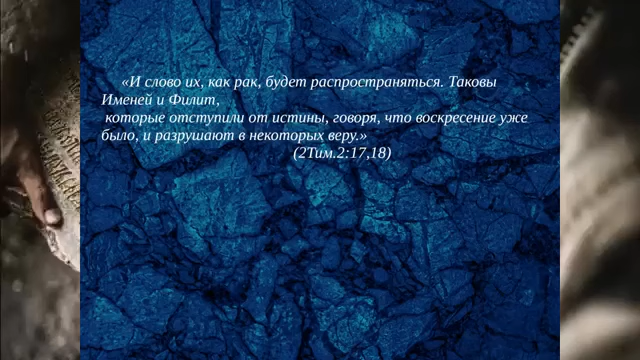 «И слово их, как рак, будет распространяться. Таковы
Именей и Филит,
которые отступили от истины, говоря, что воскресение уже
было, и разрушают в некоторых веру.»
(2Тим.2:17,18)